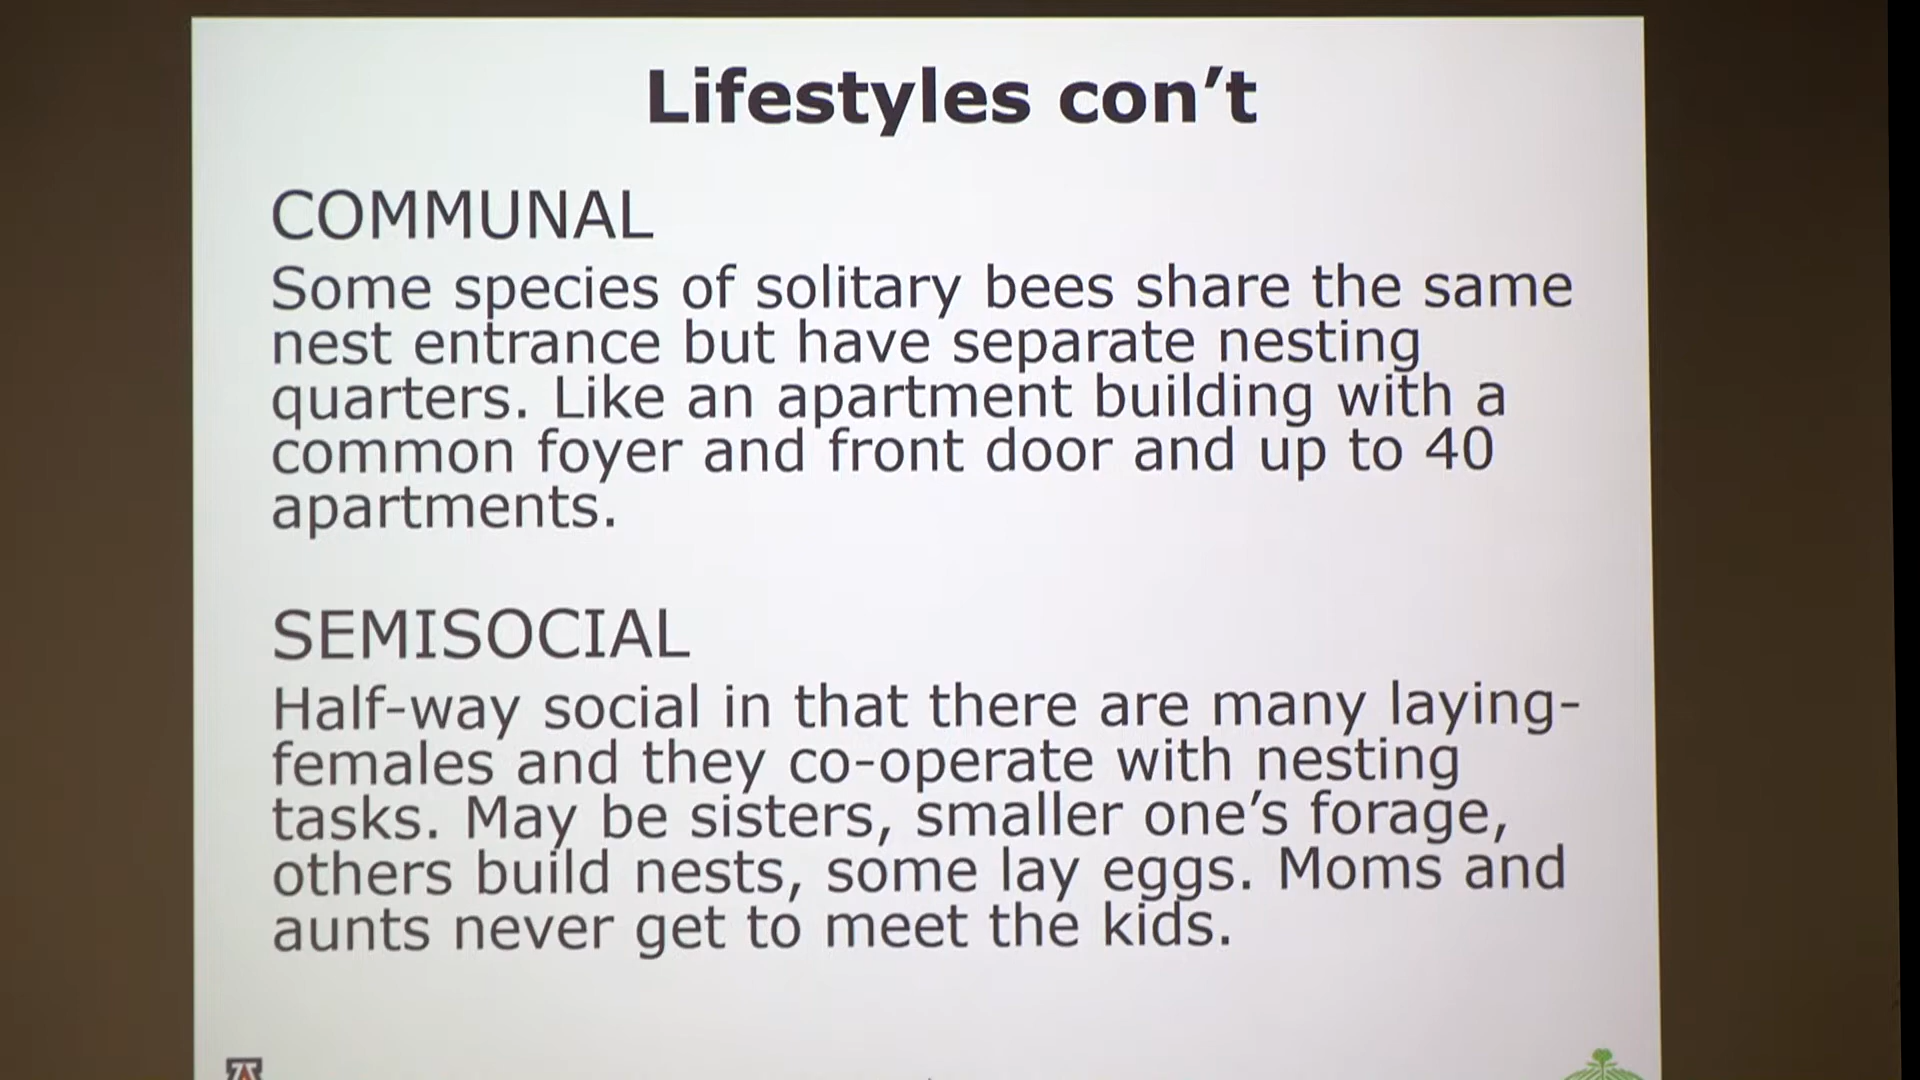 Lifestyles con’t
COMMUNAL
Some species of solitary bees share the same
nest entrance but have separate nesting
quarters. Like an apartment building with a
common foyer and front door and up to 40
apartments.
SEMISOCIAL
Half-way social in that there are many laying-
females and they co-operate with nesting
tasks. May be sisters, smaller one’s forage,
others build nests, some lay eggs. Moms and
aunts never get to meet the kids.